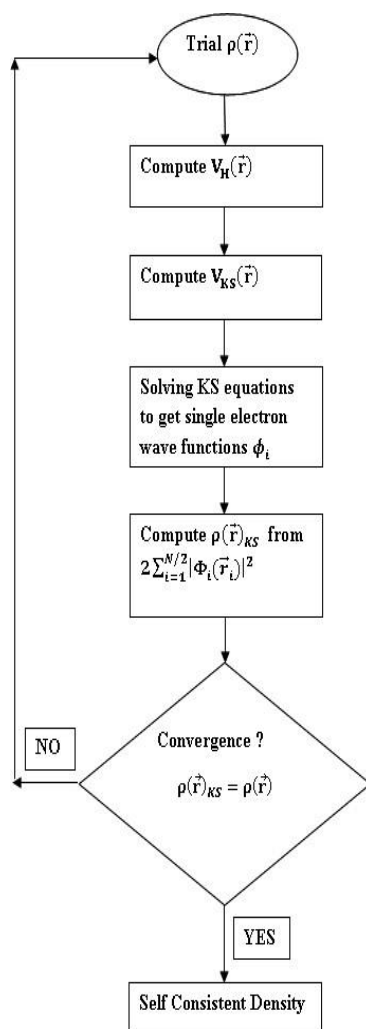 Trial ρ(r⃗)
Compute V_H(r⃗)
Compute V_KS(r⃗)
Solving KS equations
to get single electron
wave functions ϕ_i
Compute ρ(r⃗)_KS from
2∑_{i=1}^{N/2}|Φ_i(r⃗_i)|²
Convergence ?
NO
ρ(r⃗)_KS = ρ(r⃗)
YES
Self Consistent Density